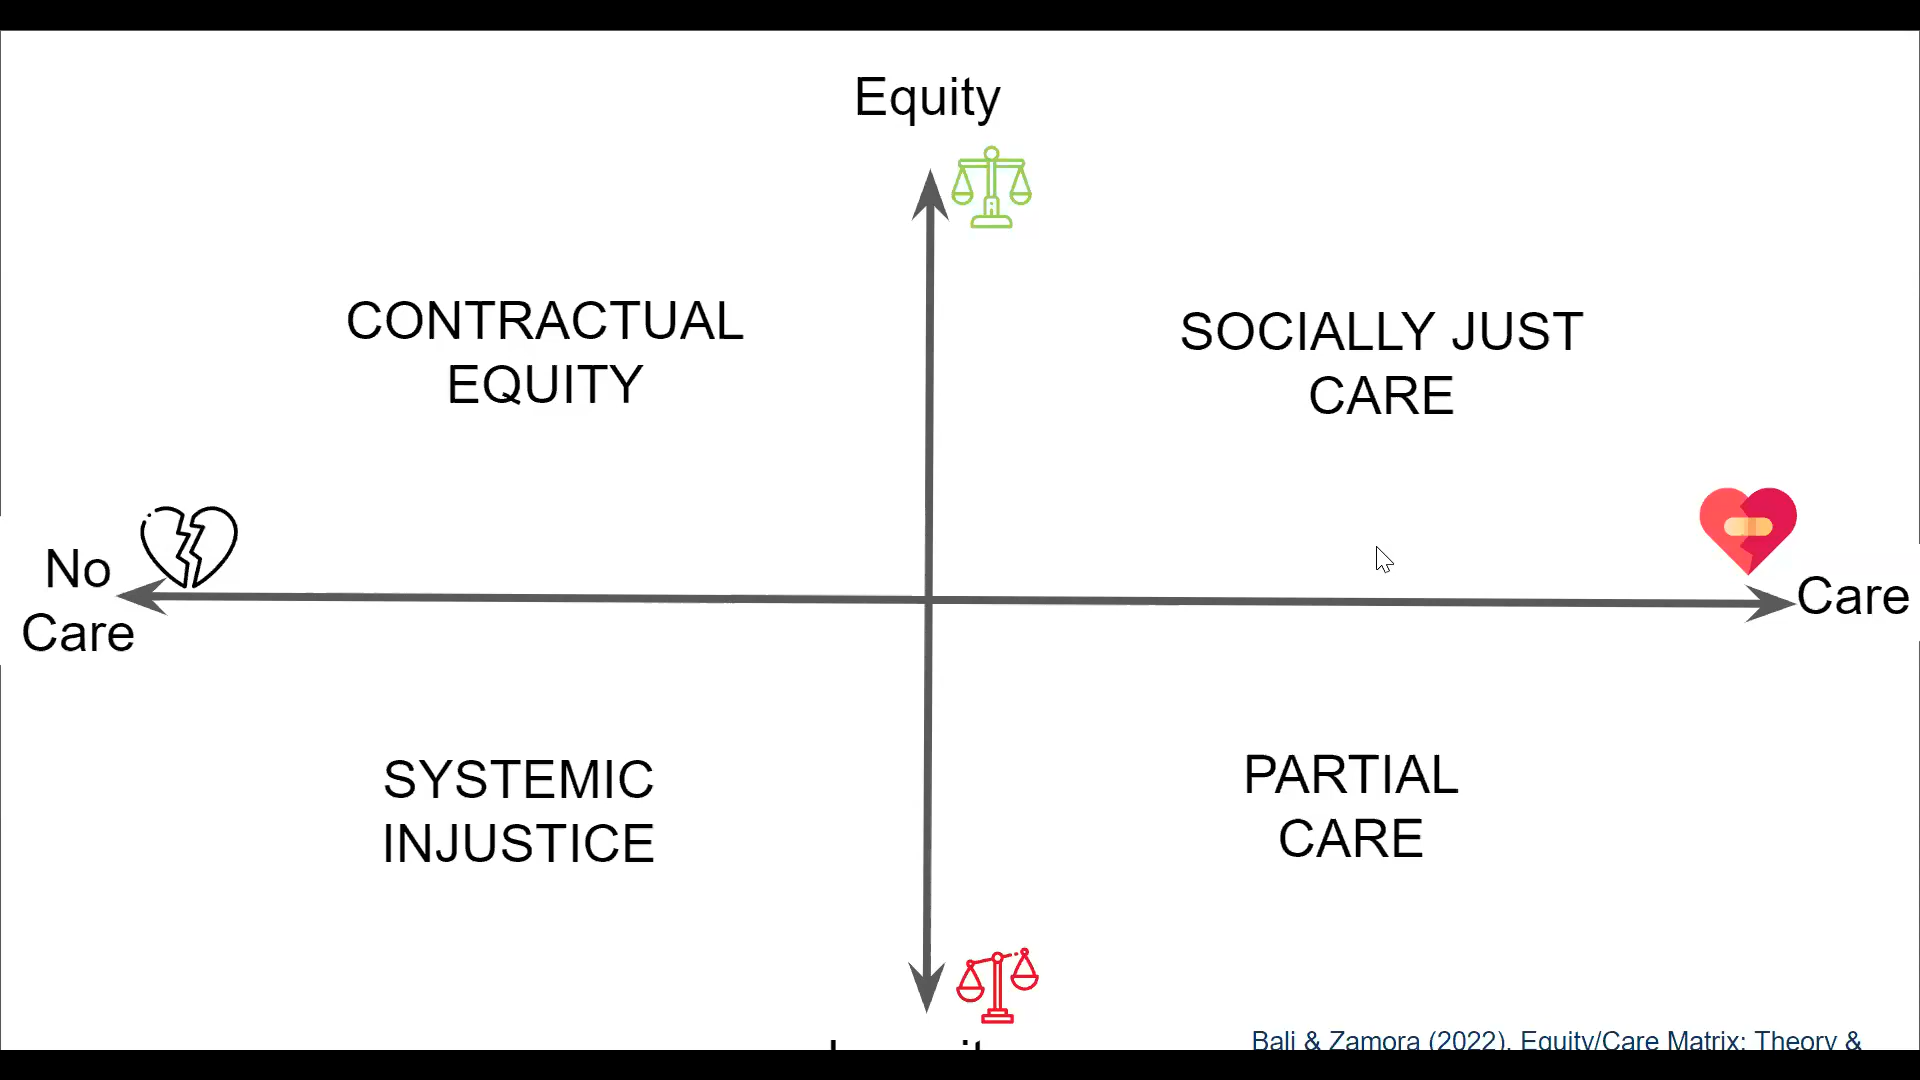 Equity
CONTRACTUAL
EQUITY
SOCIALLY JUST
CARE
No
Care
Care
SYSTEMIC
INJUSTICE
PARTIAL
CARE
Bali & Zamora (2022). Equity/Care Matrix: Theory &